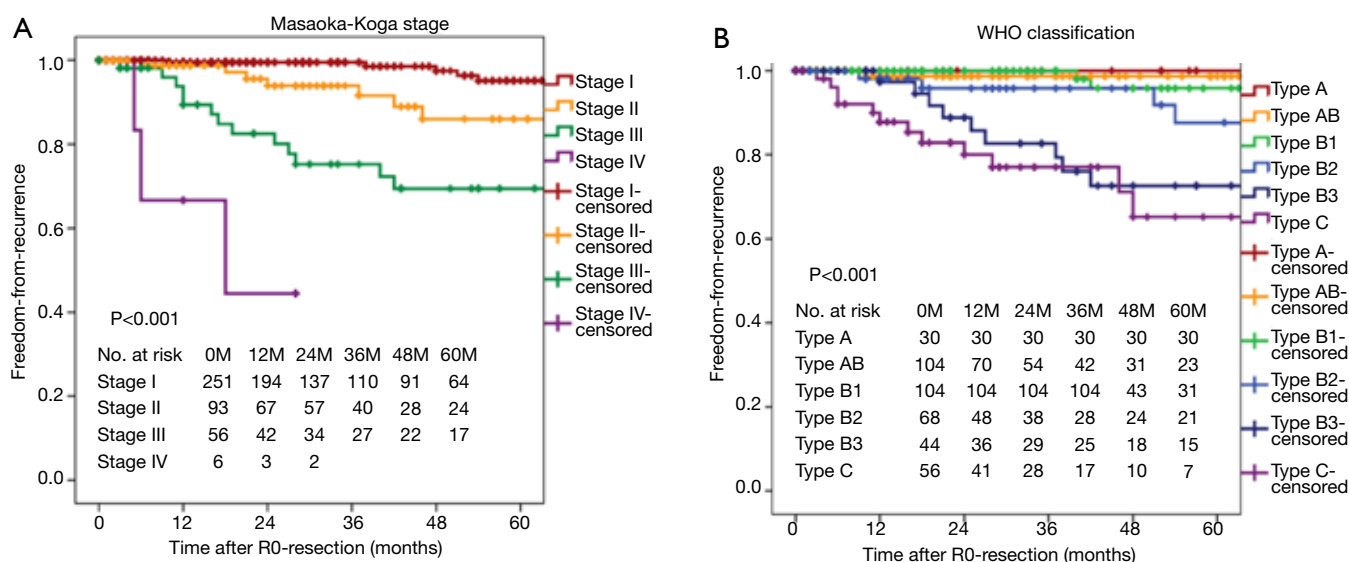 A
Masaoka-Koga stage
Freedom-from-recurrence
1.0
0.8
0.6
0.4
0.2
0.0
P<0.001
No. at risk 0M 12M 24M 36M 48M 60M
Stage I 251 194 137 110 91 64
Stage II 93 67 57 40 28 24
Stage III 56 42 34 27 22 17
Stage IV 6 3 2
0 12 24 36 48 60
Time after R0-resection (months)
Stage I
Stage II
Stage III
Stage IV
Stage I-
censored
Stage II-
censored
Stage III-
censored
Stage IV-
censored
B
WHO classification
Freedom-from-recurrence
1.0
0.8
0.6
0.4
0.2
0.0
P<0.001
No. at risk 0M 12M 24M 36M 48M 60M
Type A 30 30 30 30 30 30
Type AB 104 70 54 42 31 23
Type B1 104 104 104 104 43 31
Type B2 68 48 38 28 24 21
Type B3 44 36 29 25 18 15
Type C 56 41 28 17 10 7
0 12 24 36 48 60
Time after R0-resection (months)
Type A
Type AB
Type B1
Type B2
Type B3
Type C
Type A-
censored
Type AB-
censored
Type B1-
censored
Type B2-
censored
Type B3-
censored
Type C-
censored